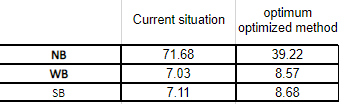 Current situation
optimum
optimized method
NB 71.68 39.22
WB 7.03 8.57
SB 7.11 8.68